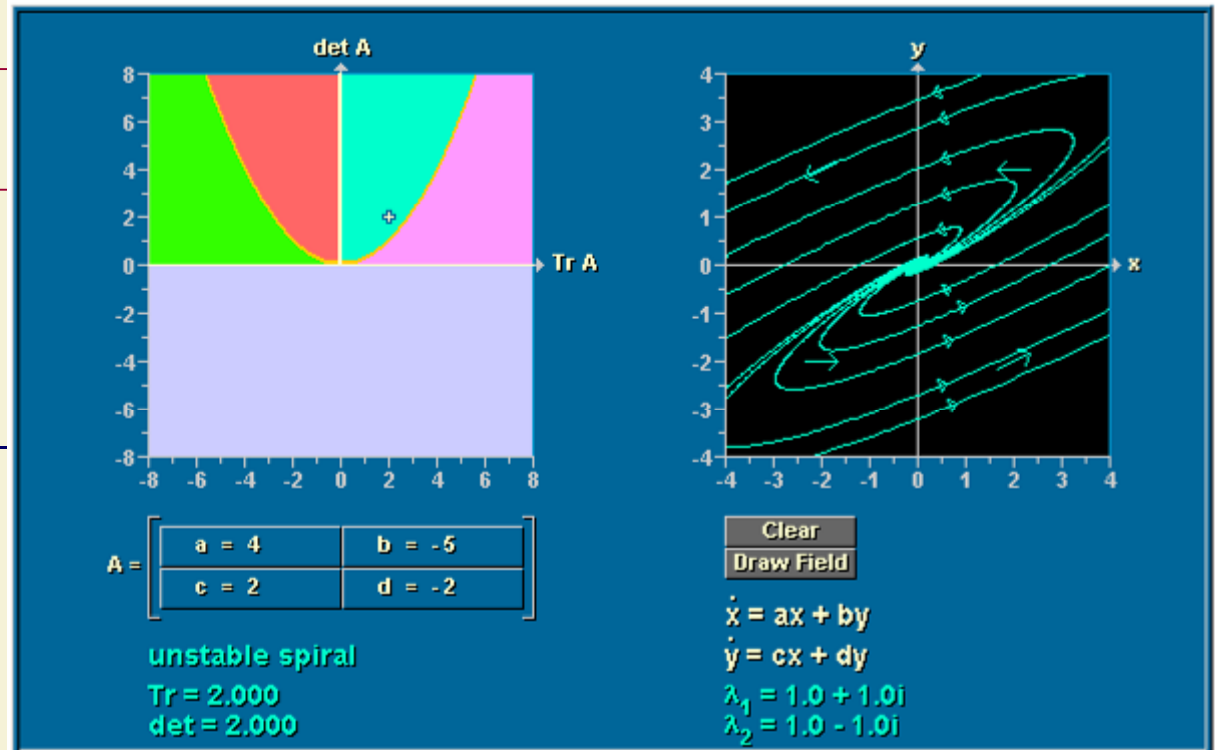 det A
8
6
4
2
0
-2
-4
-6
-8
-8 -6 -4 -2 0 2 4 6 8
Tr A
y
4
3
2
1
0
-1
-2
-3
-4
-4 -3 -2 -1 0 1 2 3 4
x
A =
a = 4 b = -5
c = 2 d = -2
unstable spiral
Tr = 2.000
det = 2.000
Clear
Draw Field
ẋ = ax + by
ẏ = cx + dy
λ₁ = 1.0 + 1.0i
λ₂ = 1.0 - 1.0i